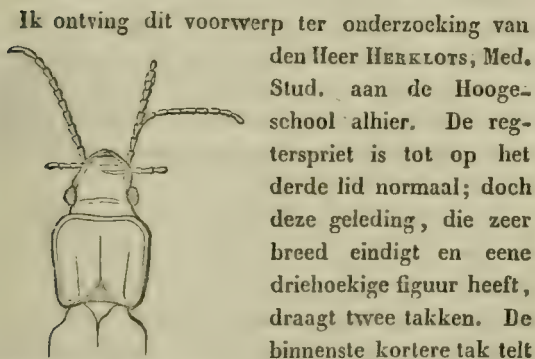 Ik ontving dit voorwerp ter onderzoeking van
den Heer HERKLOTS, Med.
Stud. aan de Hooge-
school alhier. De reg-
terspriet is tot op het
derde lid normaal; doch
deze geleding, die zeer
breed eindigt en eene
driehoekige figuur heeft,
draagt twee takken. De
binnenste kortere tak telt